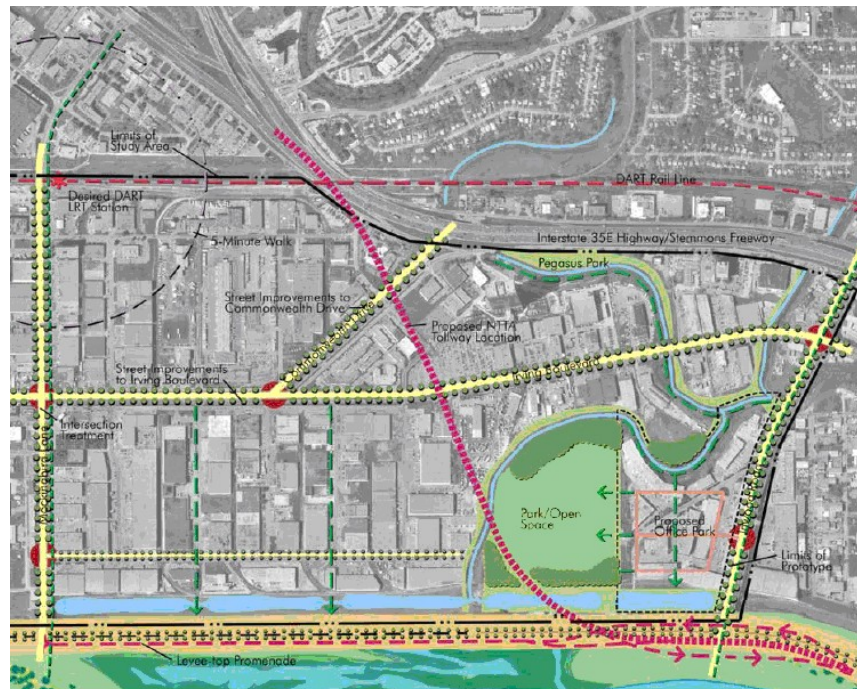 Limits of
Study Area
DART Rail Line
Desired DART
LRT Station
5-Minute Walk
Interstate 35E Highway/Stemmons Freeway
Pegasus Park
Street Improvements to
Commonwealth Drive
Proposed NTTA
Tollway Location
Street Improvements
to Irving Boulevard
Irving Boulevard
Intersection
Treatment
Park/Open
Space
Proposed
Office Park
Limits of
Prototype
Levee-top Promenade